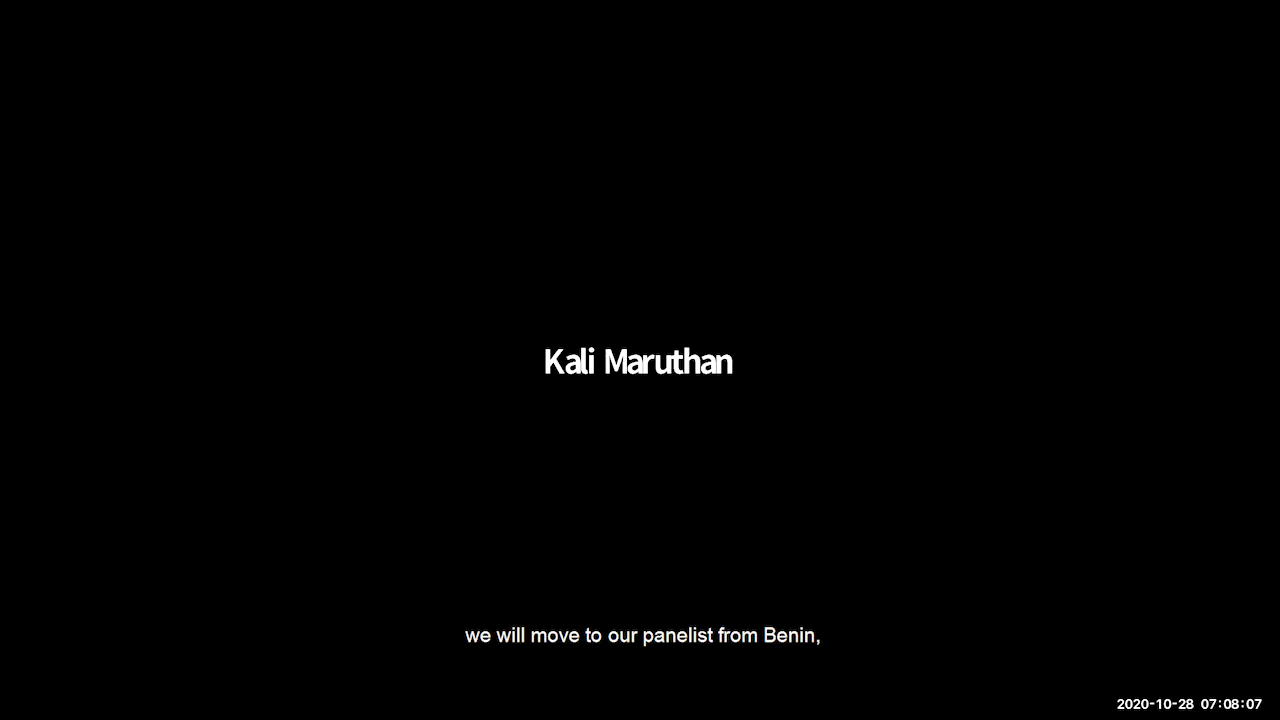 Kali Maruthan
we will move to our panelist from Benin,
2020-10-28 07:08:07